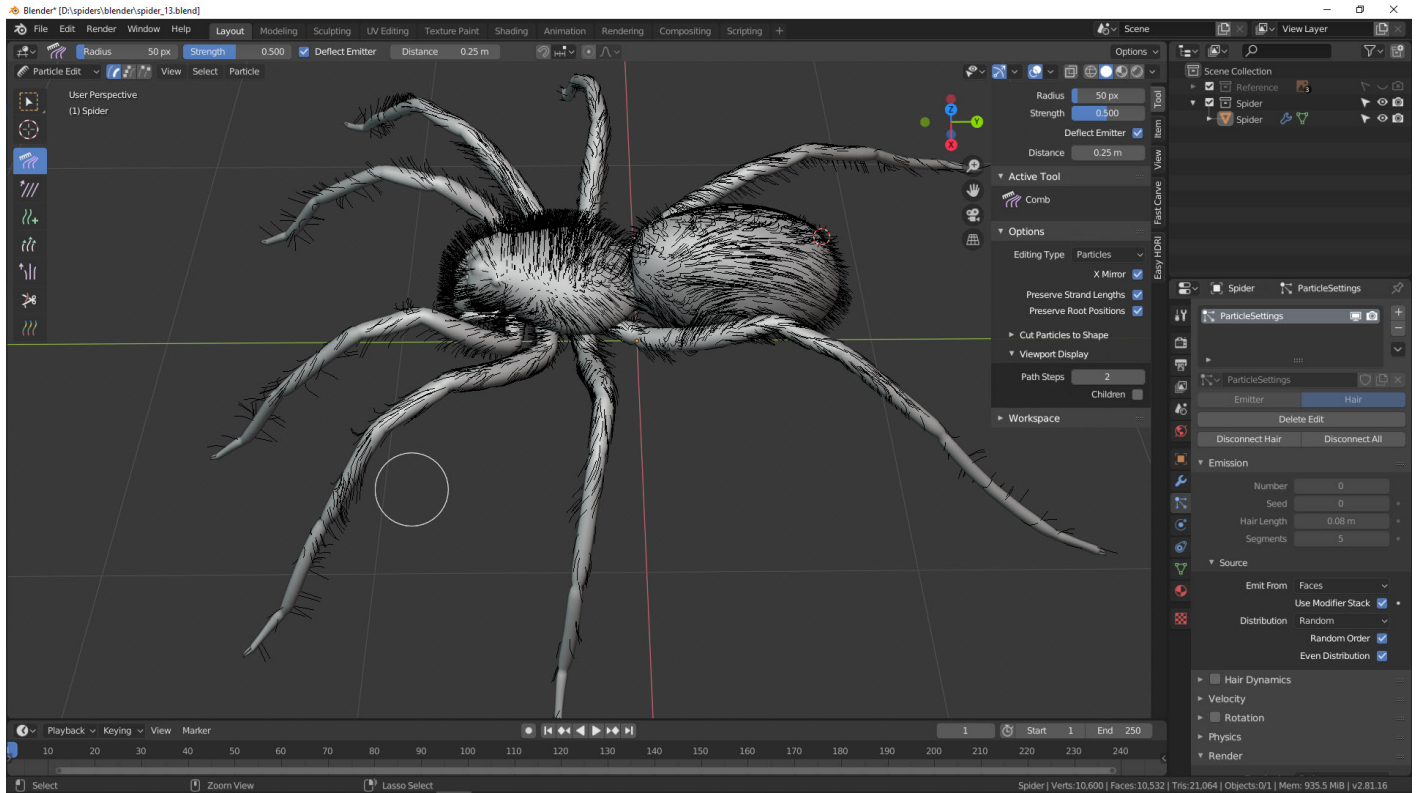 Blender* [D:\spiders\blender\spider_13.blend]
File Edit Render Window Help Layout Modeling Sculpting UV Editing Texture Paint Shading Animation Rendering Compositing Scripting + Scene View Layer
Radius 50 px Strength 0.500 Deflect Emitter Distance 0.25 m Options
Particle Edit View Select Particle
User Perspective
(1) Spider
Z
Y
X
Radius 50 px
Strength 0.500
Deflect Emitter
Distance 0.25 m
Active Tool
Comb
Options
Editing Type Particles
X Mirror
Preserve Strand Lengths
Preserve Root Positions
Cut Particles to Shape
Viewport Display
Path Steps 2
Children
Workspace
Tool
Item
View
Fast Carve
Easy HDRI
Scene Collection
Reference 3
Spider
Spider
Spider ParticleSettings
ParticleSettings
ParticleSettings
Emitter Hair
Delete Edit
Disconnect Hair Disconnect All
Emission
Number 0
Seed 0
Hair Length 0.08 m
Segments 5
Source
Emit From Faces
Use Modifier Stack
Distribution Random
Random Order
Even Distribution
Hair Dynamics
Velocity
Rotation
Physics
Render
Playback Keying View Marker 1 Start 1 End 250
10 20 30 40 50 60 70 80 90 100 110 120 130 140 150 160 170 180 190 200 210 220 230 240
Select Zoom View Lasso Select Spider | Verts:10,600 | Faces:10,532 | Tris:21,064 | Objects:0/1 | Mem: 935.5 MiB | v2.81.16